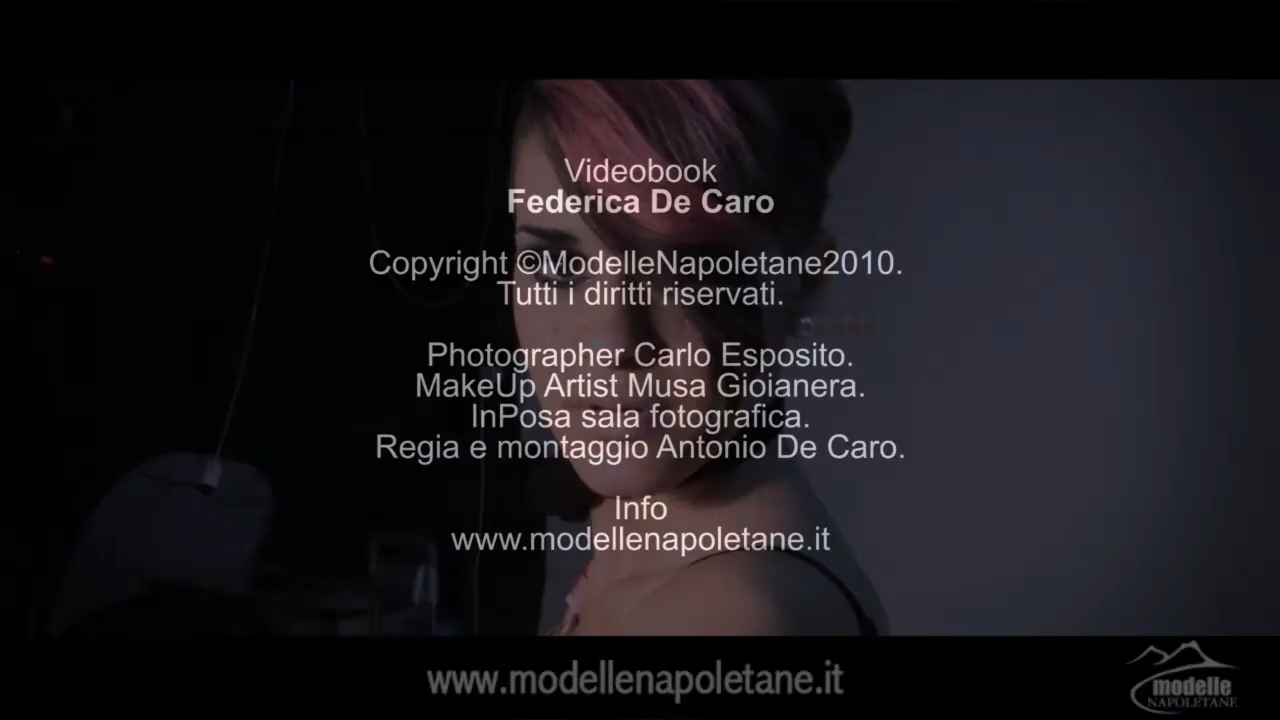 Videobook
Federica De Caro
Copyright ©ModelleNapoletane2010.
Tutti i diritti riservati.
Photographer Carlo Esposito.
MakeUp Artist Musa Gioianera.
InPosa sala fotografica.
Regia e montaggio Antonio De Caro.
Info
www.modellenapoletane.it
www.modellenapoletane.it
modelle
NAPOLETANE